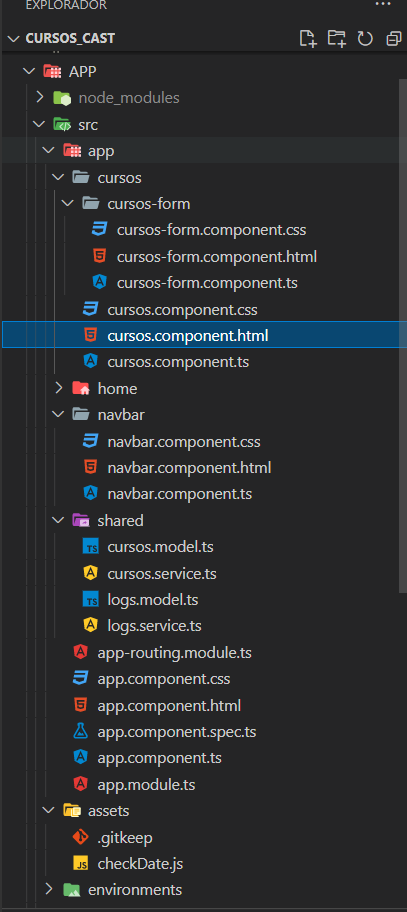 EXPLORADOR
CURSOS_CAST
APP
node_modules
src
app
cursos
cursos-form
cursos-form.component.css
cursos-form.component.html
cursos-form.component.ts
cursos.component.css
cursos.component.html
cursos.component.ts
home
navbar
navbar.component.css
navbar.component.html
navbar.component.ts
shared
TS cursos.model.ts
cursos.service.ts
TS logs.model.ts
logs.service.ts
app-routing.module.ts
app.component.css
app.component.html
app.component.spec.ts
app.component.ts
app.module.ts
assets
.gitkeep
JS checkDate.js
environments